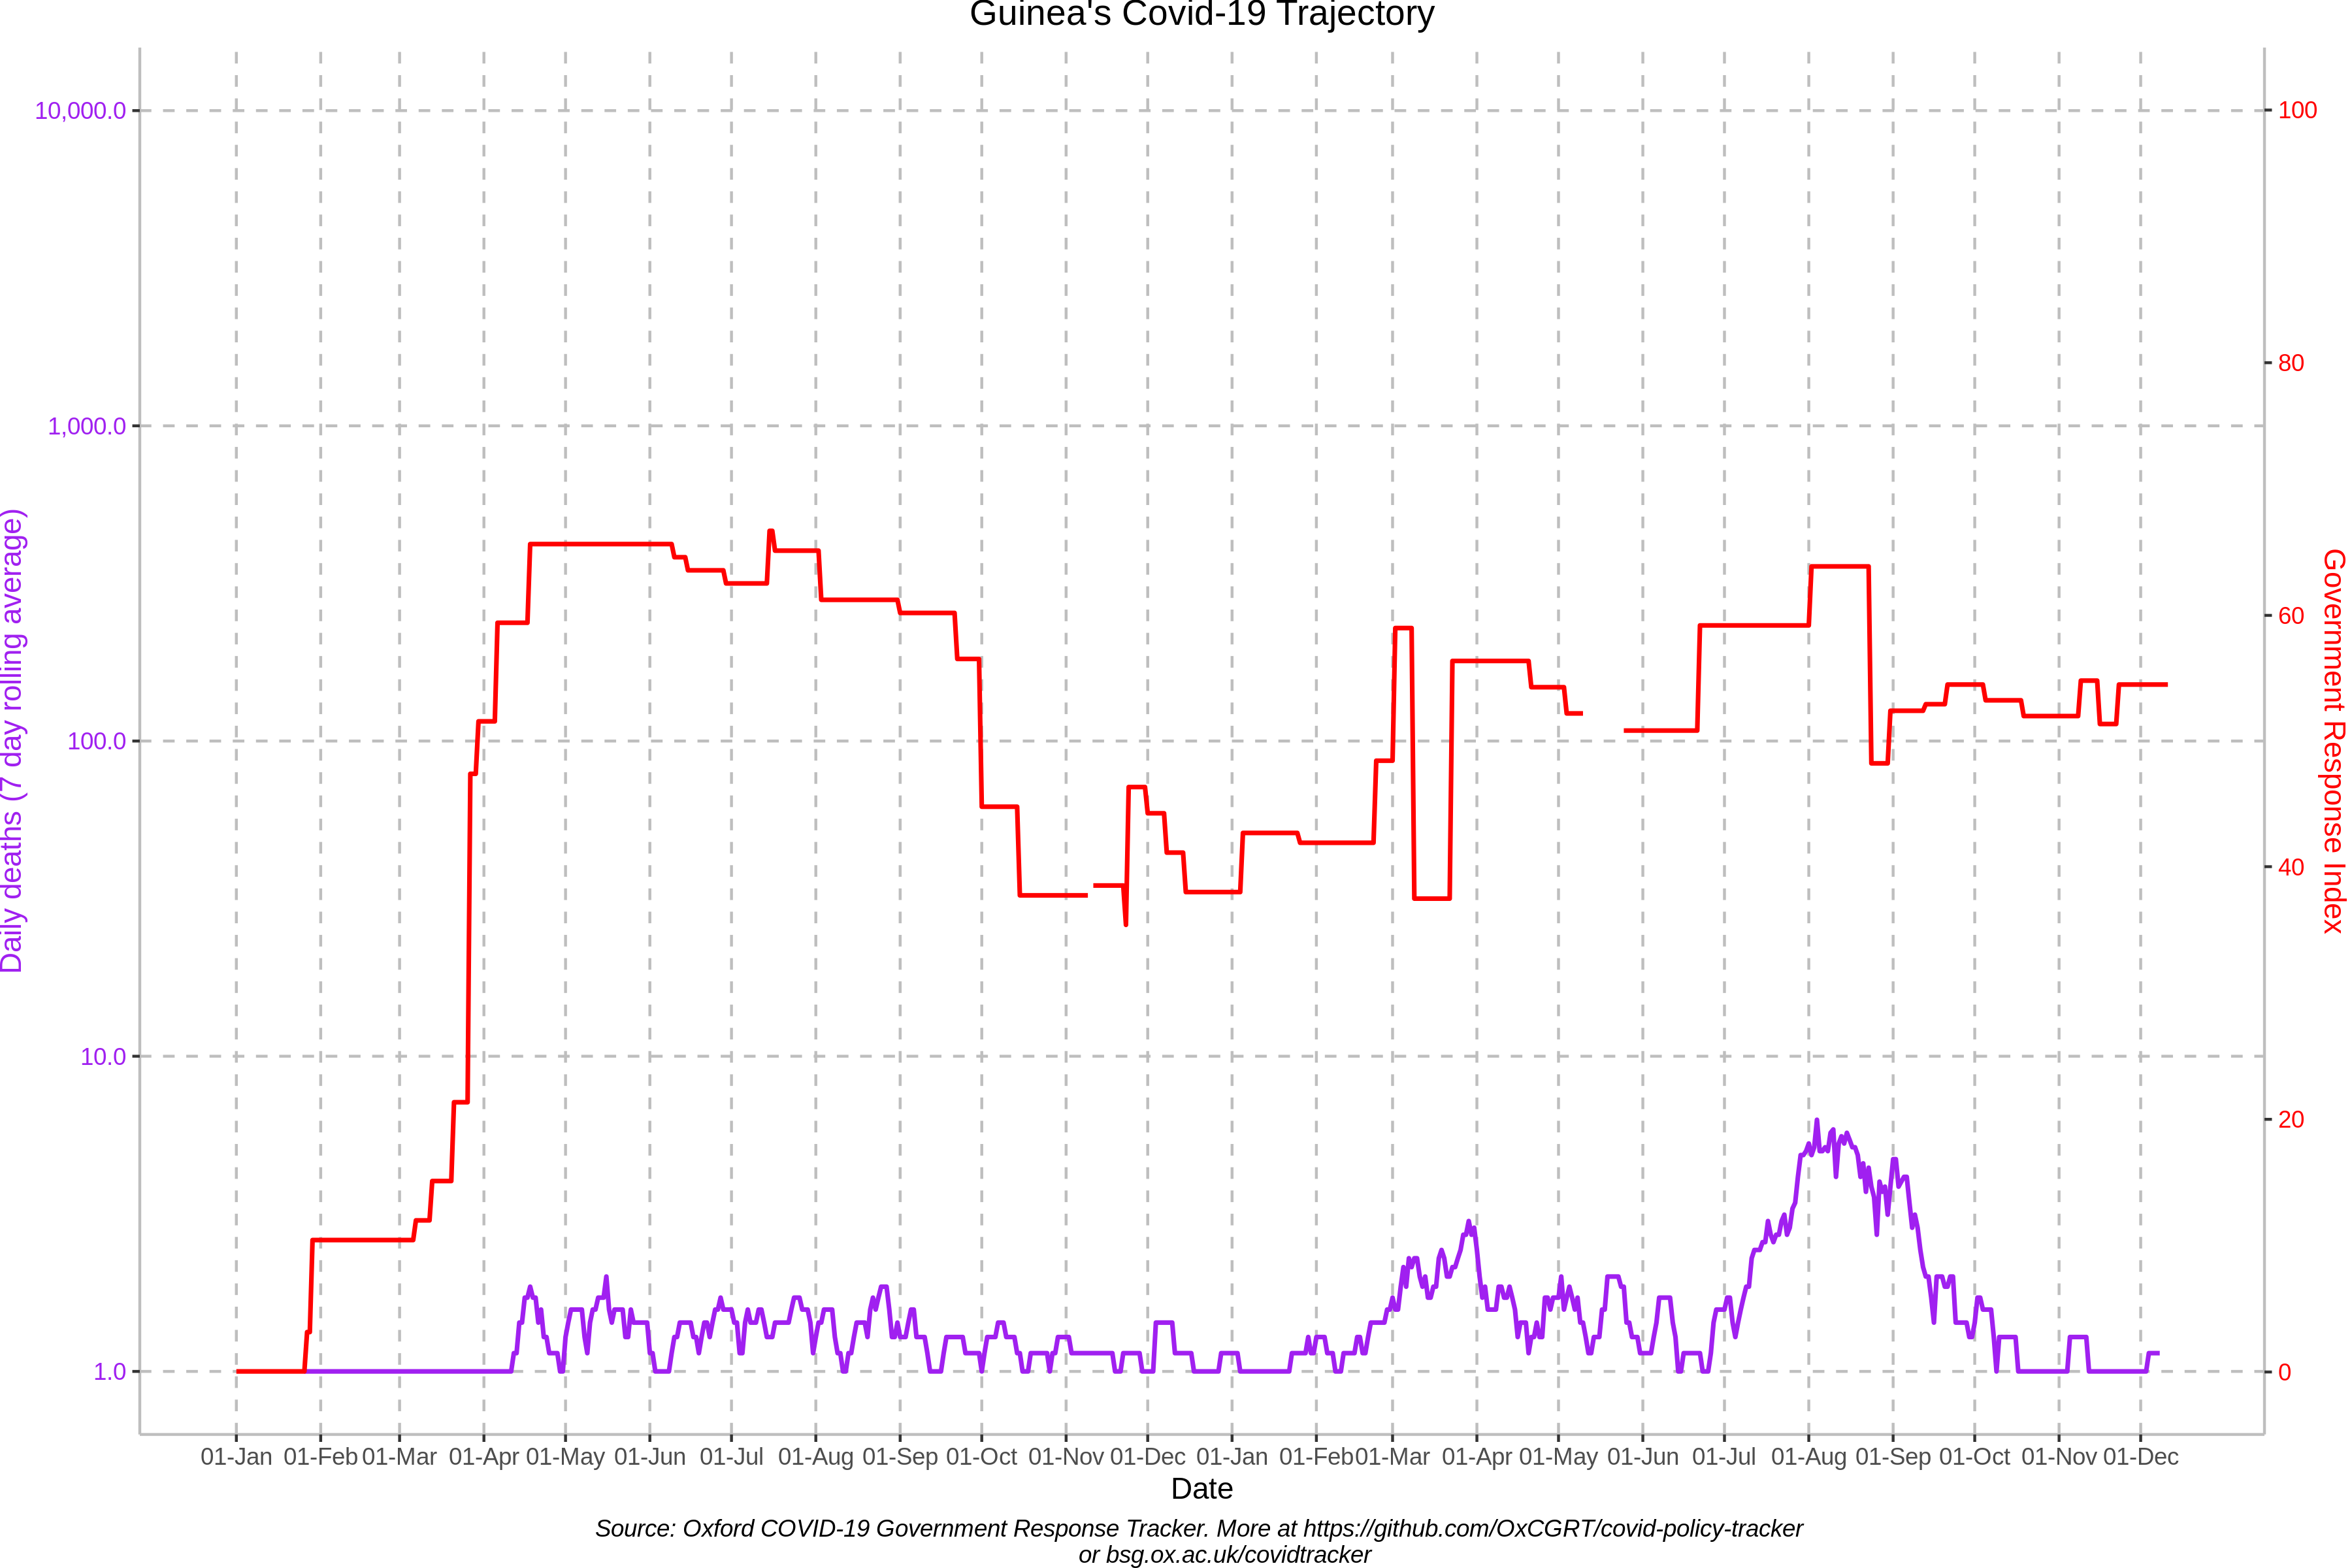 Guinea's Covid-19 Trajectory
10,000.0
1,000.0
100.0
10.0
1.0
Daily deaths (7 day rolling average)
100
80
60
40
20
0
Government Response Index
01-Jan 01-Feb 01-Mar 01-Apr 01-May 01-Jun 01-Jul 01-Aug 01-Sep 01-Oct 01-Nov 01-Dec 01-Jan 01-Feb 01-Mar 01-Apr 01-May 01-Jun 01-Jul 01-Aug 01-Sep 01-Oct 01-Nov 01-Dec
Date
Source: Oxford COVID-19 Government Response Tracker. More at https://github.com/OxCGRT/covid-policy-tracker
or bsg.ox.ac.uk/covidtracker